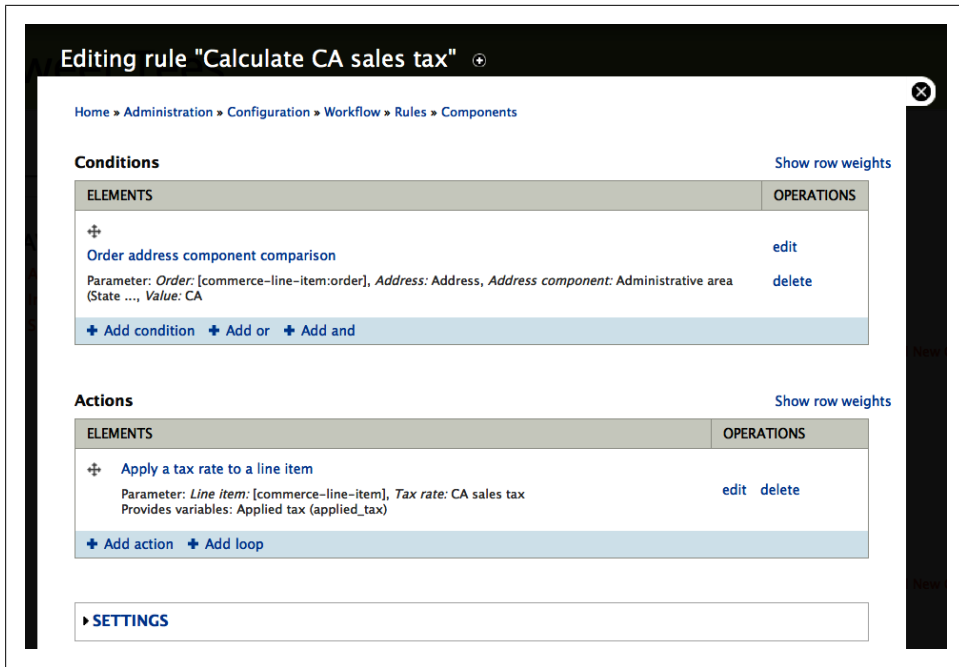 Editing rule "Calculate CA sales tax"
Home » Administration » Configuration » Workflow » Rules » Components
Conditions
Show row weights
ELEMENTS
OPERATIONS
Order address component comparison
edit
Parameter: Order: [commerce-line-item:order], Address: Address, Address component: Administrative area
(State ..., Value: CA
delete
+ Add condition + Add or + Add and
Actions
Show row weights
ELEMENTS
OPERATIONS
Apply a tax rate to a line item
Parameter: Line item: [commerce-line-item], Tax rate: CA sales tax
Provides variables: Applied tax (applied_tax)
edit delete
+ Add action + Add loop
SETTINGS
New
New